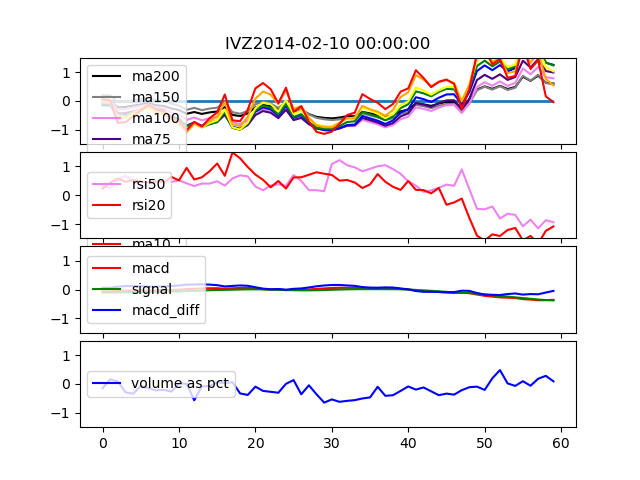 IVZ2014-02-10 00:00:00
1
0
−1
ma200
ma150
ma100
ma75
1
0
−1
rsi50
rsi20
ma10
1
0
−1
macd
signal
macd_diff
1
0
−1
volume as pct
0 10 20 30 40 50 60